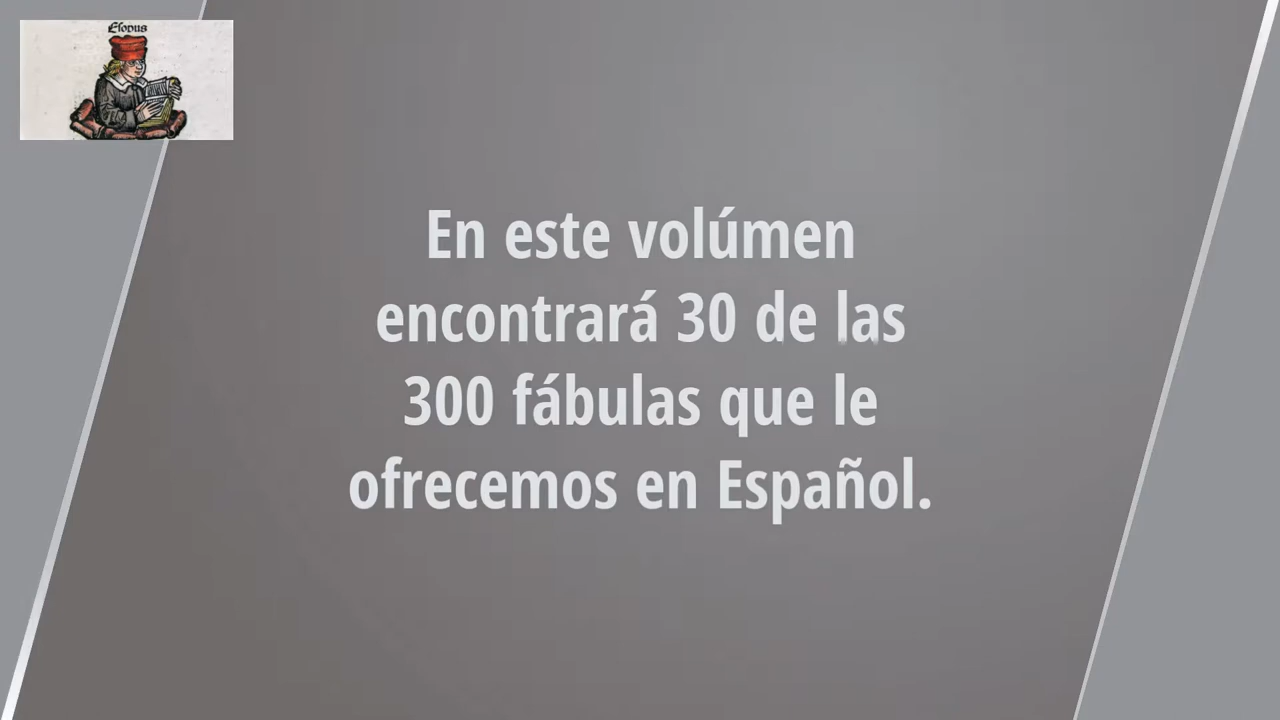 Esopus
En este volúmen
encontrará 30 de las
300 fábulas que le
ofrecemos en Español.